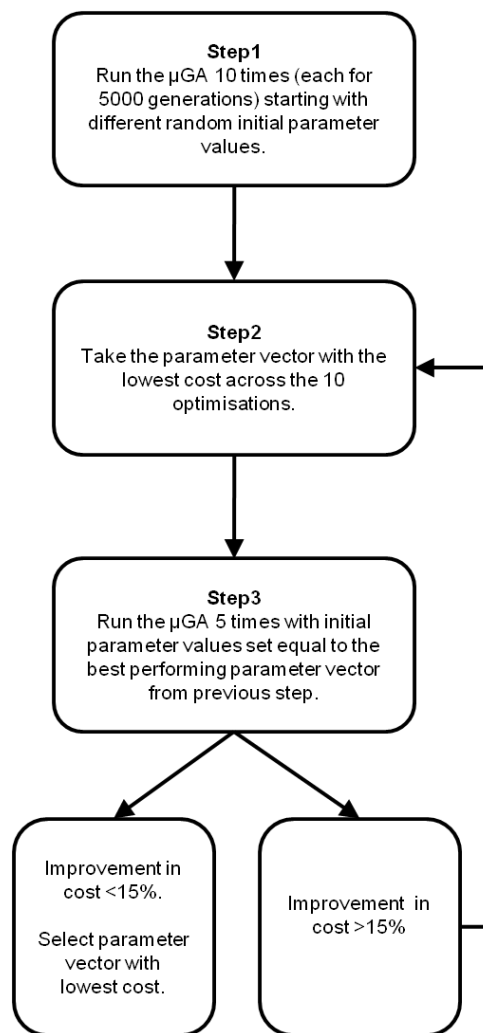 Step1
Run the µGA 10 times (each for
5000 generations) starting with
different random initial parameter
values.
Step2
Take the parameter vector with the
lowest cost across the 10
optimisations.
Step3
Run the µGA 5 times with initial
parameter values set equal to the
best performing parameter vector
from previous step.
Improvement in
cost <15%.
Select parameter
vector with
lowest cost.
Improvement in
cost >15%